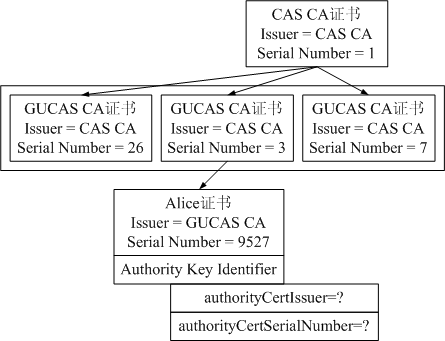 CAS CA证书
Issuer = CAS CA
Serial Number = 1
GUCAS CA证书
Issuer = CAS CA
Serial Number = 26
GUCAS CA证书
Issuer = CAS CA
Serial Number = 3
GUCAS CA证书
Issuer = CAS CA
Serial Number = 7
Alice证书
Issuer = GUCAS CA
Serial Number = 9527
Authority Key Identifier
authorityCertIssuer=?
authorityCertSerialNumber=?